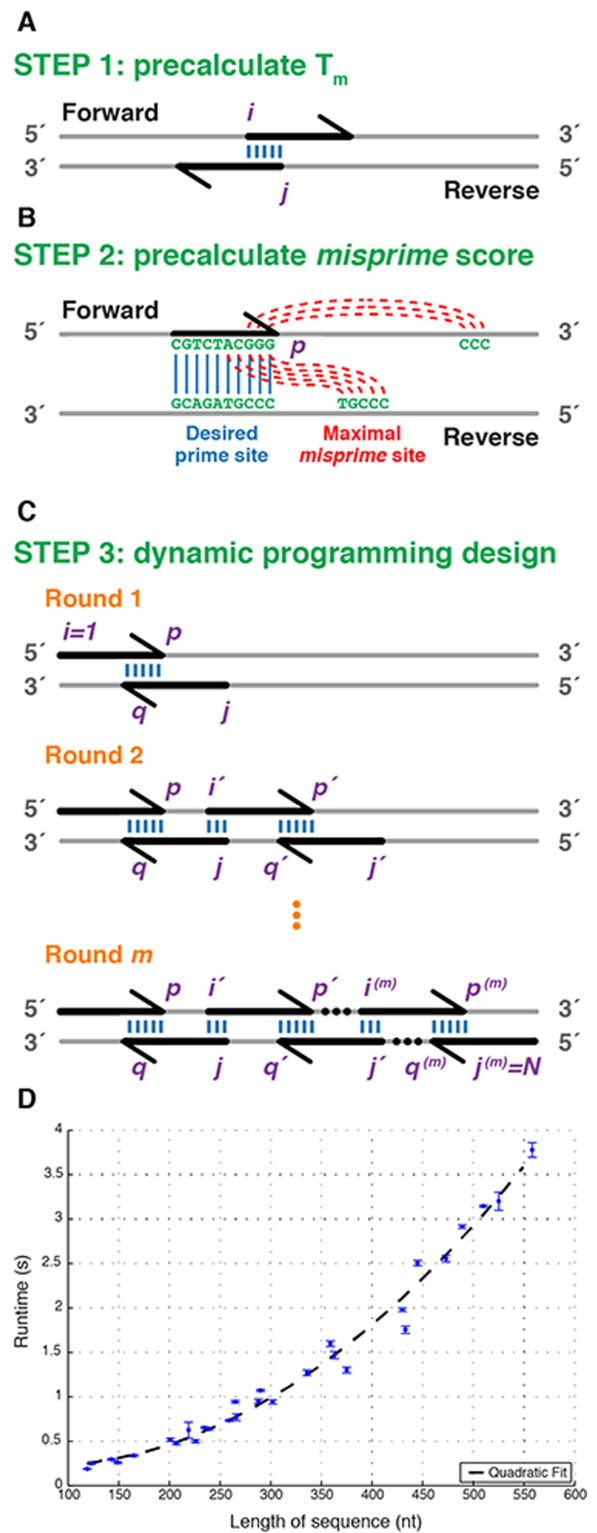 A
STEP 1: precalculate Tm
Forward i
5´ 3´
3´ 5´
j Reverse
B
STEP 2: precalculate misprime score
Forward
5´ 3´
CGTCTACGGG p CCC
GCAGATGCCC TGCCC
3´ 5´
Desired prime site
Maximal misprime site
Reverse
C
STEP 3: dynamic programming design
Round 1
i=1 p
5´ 3´
3´ 5´
q j
Round 2
p i´ p´
5´ 3´
3´ 5´
q j q´ j´
Round m
p i´ p´ i(m) p(m)
5´ 3´
3´ 5´
q j q´ j´ q(m) j(m)=N
D
4
3.5
3
2.5
2
1.5
1
0.5
0
Runtime (s)
100 150 200 250 300 350 400 450 500 550 600
Length of sequence (nt)
Quadratic Fit